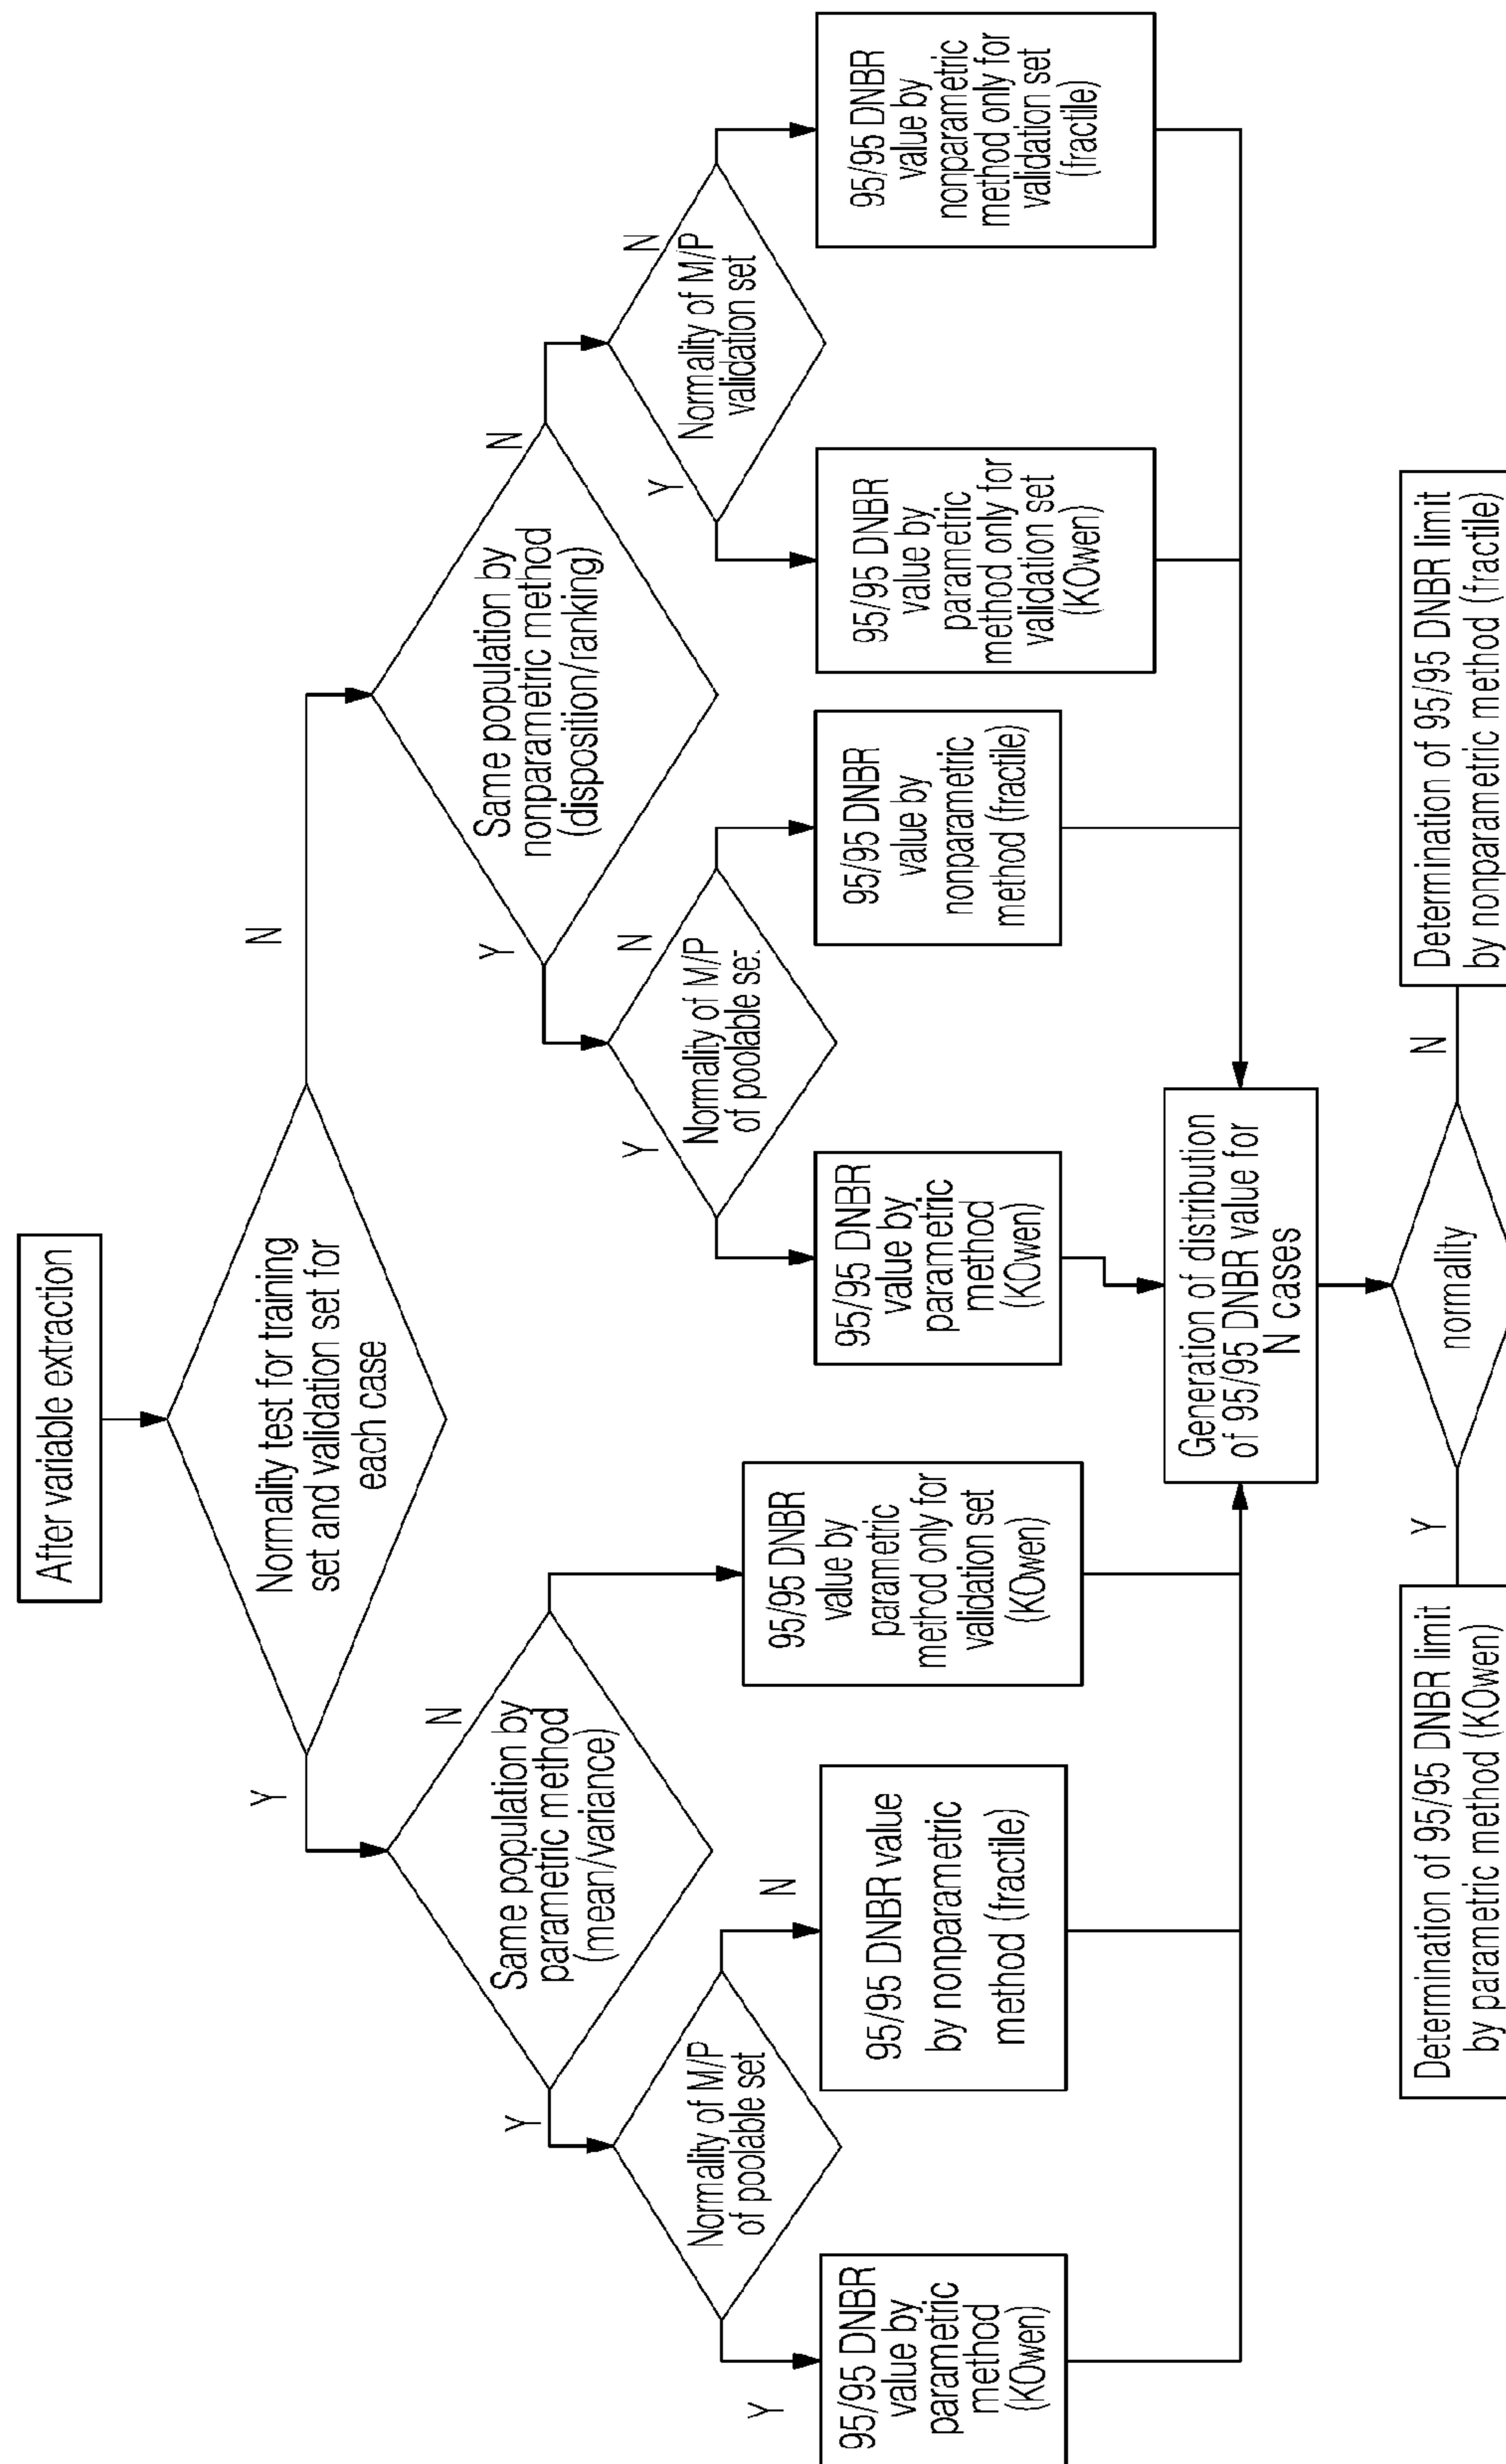 After variable extraction
Normality test for training
set and validation set for
each case
Y
N
Same population by
parametric method
(mean/variance)
Y
N
Same population by
nonparametric method
(disposition/ranking)
Y
N
Normality of M/P
of poolable set
Y
N
Normality of M/P
of poolable set
Y
N
Normality of M/P
validation set
Y
N
95/95 DNBR
value by
parametric
method
(KOwen)
95/95 DNBR value
by nonparametric
method (fractile)
95/95 DNBR
value by
parametric
method only for
validation set
(KOwen)
95/95 DNBR
value by
parametric
method
(KOwen)
95/95 DNBR
value by
nonparametric
method (fractile)
95/95 DNBR
value by
parametric
method only for
validation set
(KOwen)
95/95 DNBR
value by
nonparametric
method only for
validation set
(fractile)
Generation of distribution
of 95/95 DNBR value for
N cases
normality
Y
N
Determination of 95/95 DNBR limit
by parametric method (KOwen)
Determination of 95/95 DNBR limit
by nonparametric method (fractile)